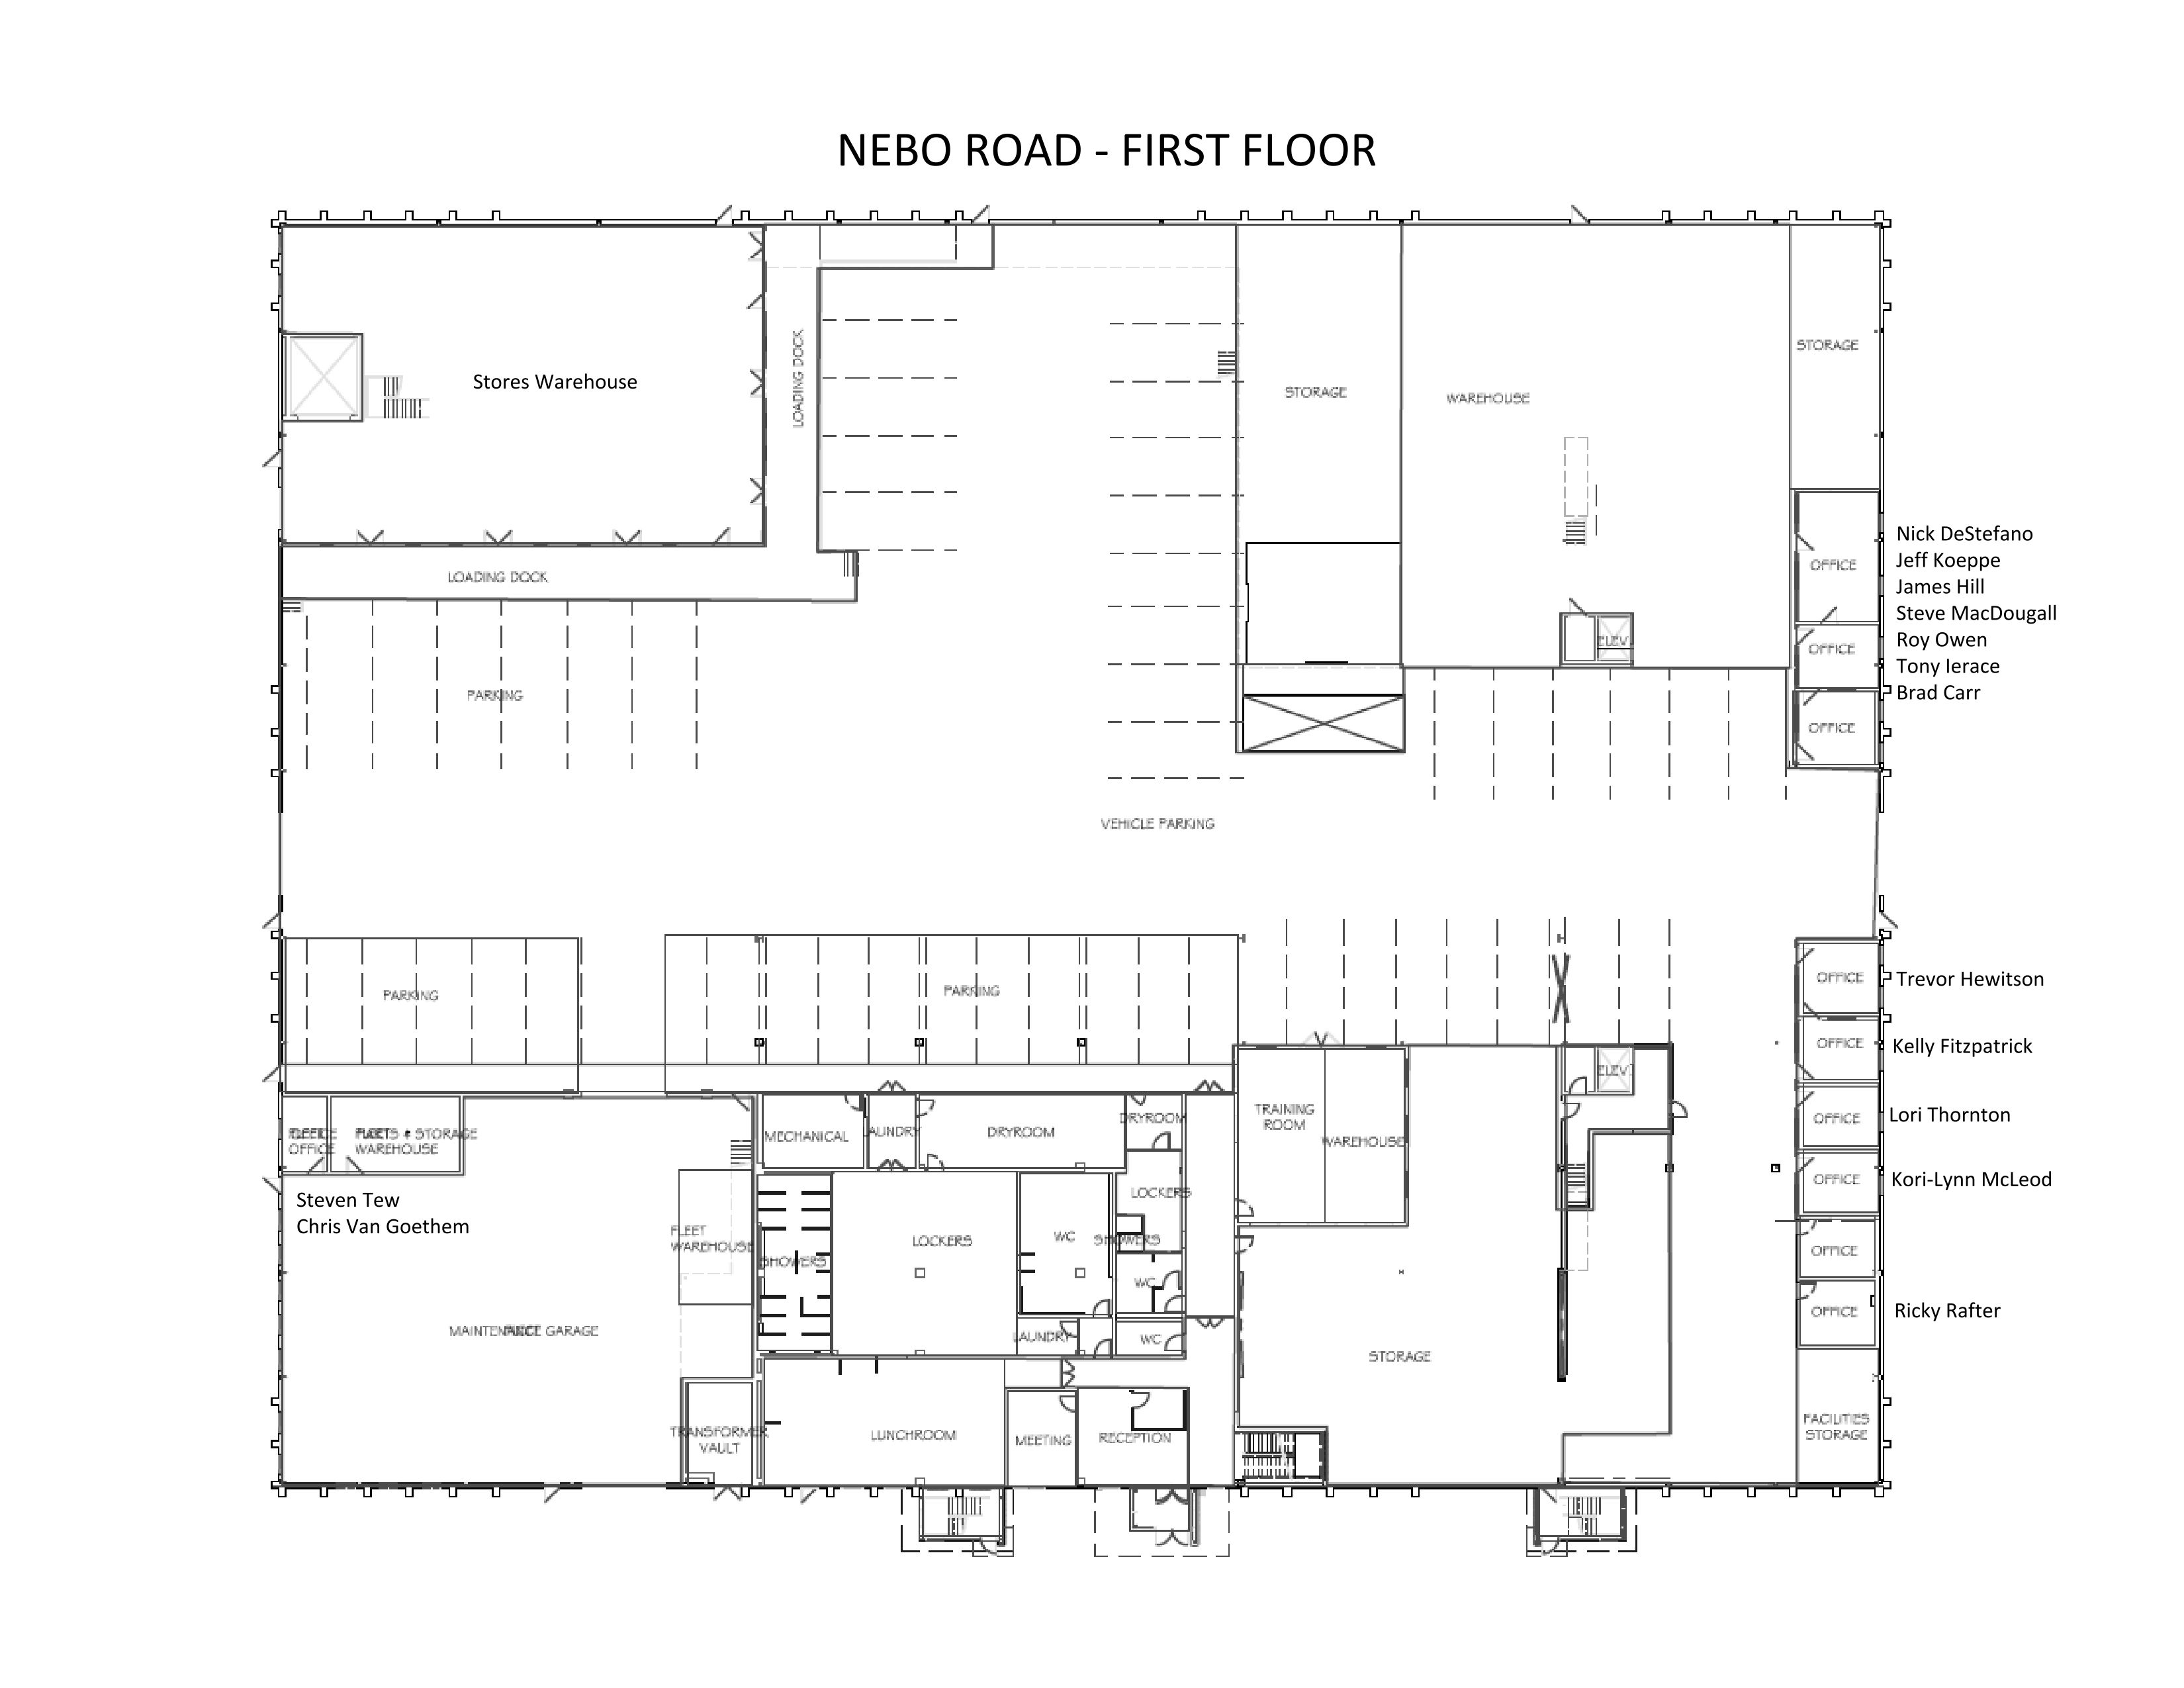 NEBO ROAD - FIRST FLOOR
Stores Warehouse
LOADING DOCK
STORAGE
WAREHOUSE
STORAGE
LOADING DOCK
OFFICE
Nick DeStefano
Jeff Koeppe
James Hill
Steve MacDougall
Roy Owen
Tony Ierace
Brad Carr
ELEV.
OFFICE
OFFICE
PARKING
VEHICLE PARKING
PARKING
PARKING
OFFICE
Trevor Hewitson
OFFICE
Kelly Fitzpatrick
ELEV.
OFFICE
Lori Thornton
OFFICE
Kori-Lynn McLeod
OFFICE
OFFICE
Ricky Rafter
OFFICE
& STORAGE
WAREHOUSE
Steven Tew
Chris Van Goethem
MECHANICAL
LAUNDRY
DRYROOM
DRYROOM
TRAINING
ROOM
WAREHOUSE
LOCKERS
FLEET
WAREHOUSE
SHOWERS
LOCKERS
WC
SHOWERS
WC
MAINTENANCE GARAGE
LAUNDRY
WC
STORAGE
TRANSFORMER
VAULT
LUNCHROOM
MEETING
RECEPTION
FACILITIES
STORAGE